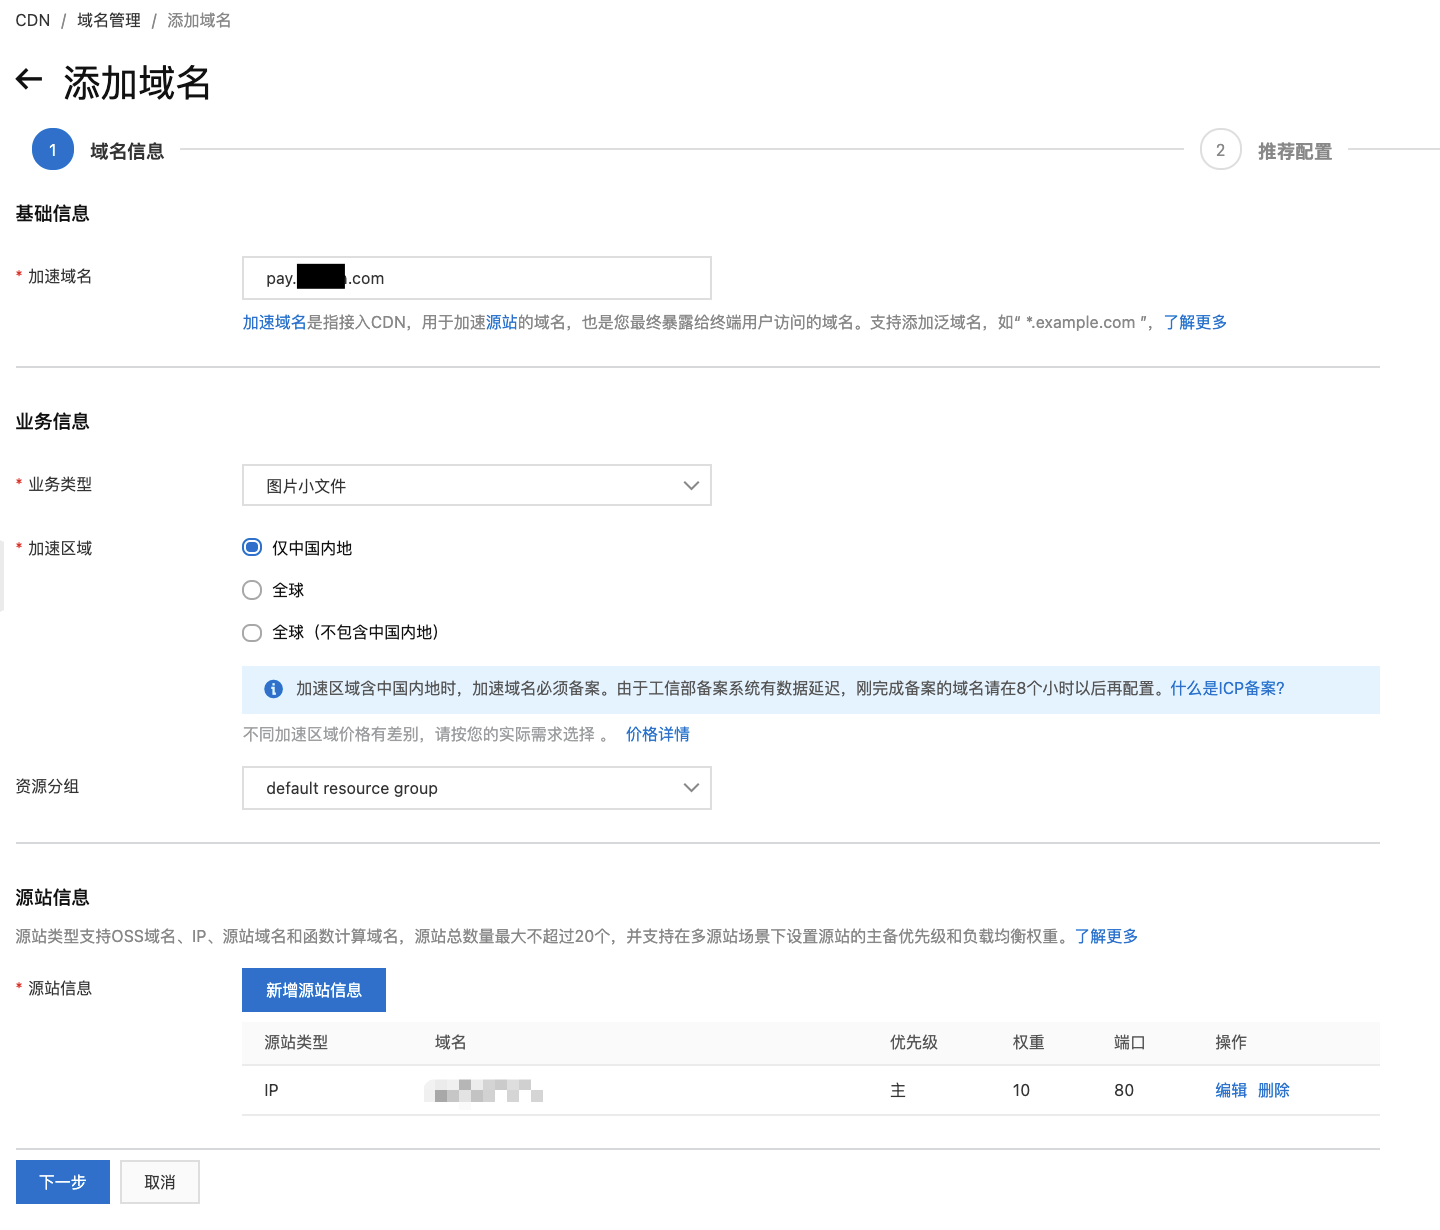 CDN / 域名管理 / 添加域名
← 添加域名
1 域名信息
2 推荐配置
基础信息
* 加速域名
pay. .com
加速域名是指接入CDN，用于加速源站的域名，也是您最终暴露给终端用户访问的域名。支持添加泛域名，如“ *.example.com ”，了解更多
业务信息
* 业务类型
图片小文件
* 加速区域
仅中国内地
全球
全球（不包含中国内地）
加速区域含中国内地时，加速域名必须备案。由于工信部备案系统有数据延迟，刚完成备案的域名请在8个小时以后再配置。什么是ICP备案?
不同加速区域价格有差别，请按您的实际需求选择 。 价格详情
资源分组
default resource group
源站信息
源站类型支持OSS域名、IP、源站域名和函数计算域名，源站总数量最大不超过20个，并支持在多源站场景下设置源站的主备优先级和负载均衡权重。了解更多
* 源站信息
新增源站信息
源站类型 域名 优先级 权重 端口 操作
IP 主 10 80 编辑 删除
下一步 取消